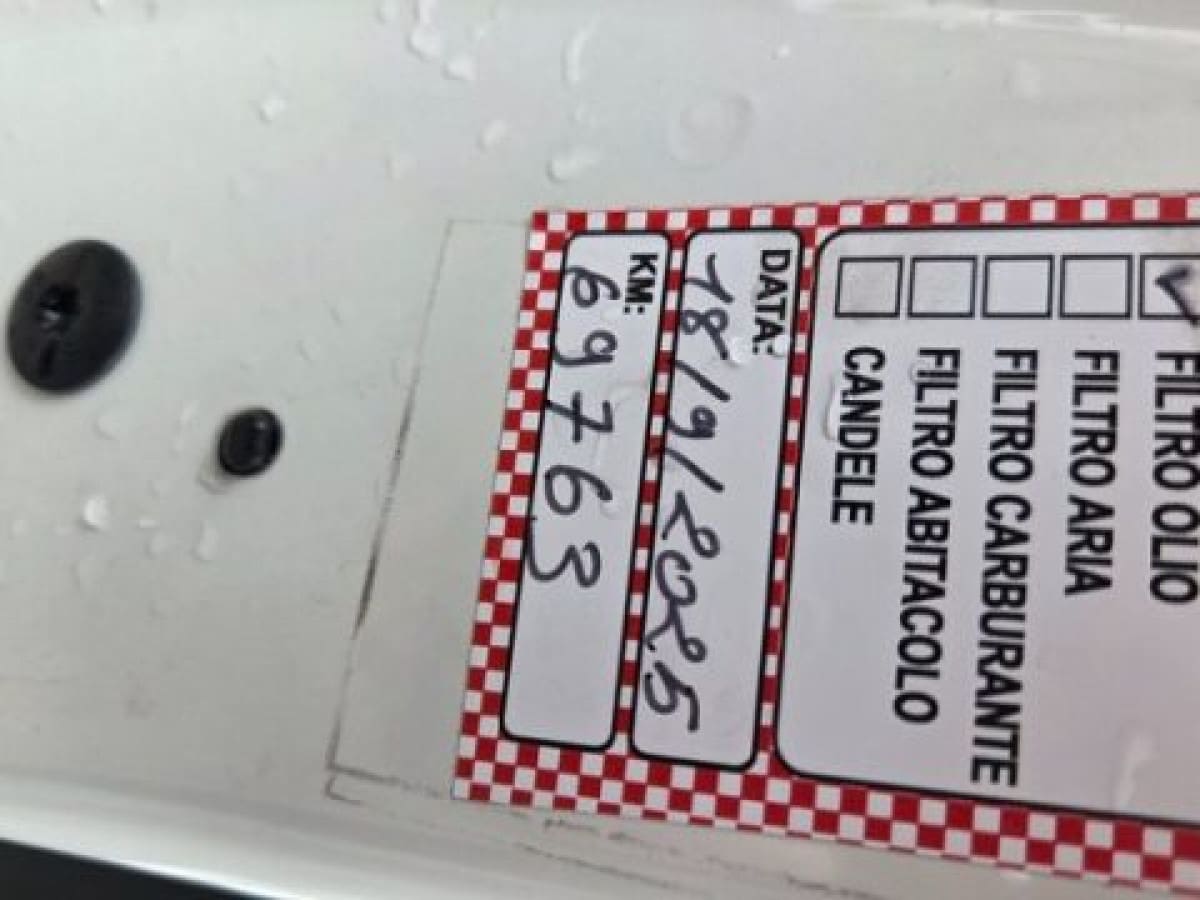 FILTRO OLIO
FILTRO ARIA
FILTRO CARBURANTE
FILTRO ABITACOLO
CANDELE
DATA:
18/9/2025
KM:
69763